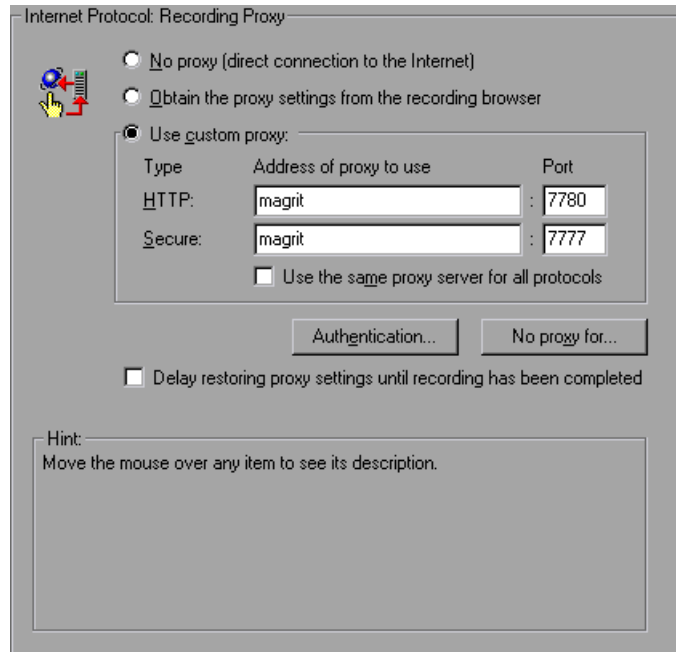 Internet Protocol: Recording Proxy
No proxy (direct connection to the Internet)
Obtain the proxy settings from the recording browser
Use custom proxy:
Type Address of proxy to use Port
HTTP: magrit : 7780
Secure: magrit : 7777
Use the same proxy server for all protocols
Authentication... No proxy for...
Delay restoring proxy settings until recording has been completed
Hint:
Move the mouse over any item to see its description.